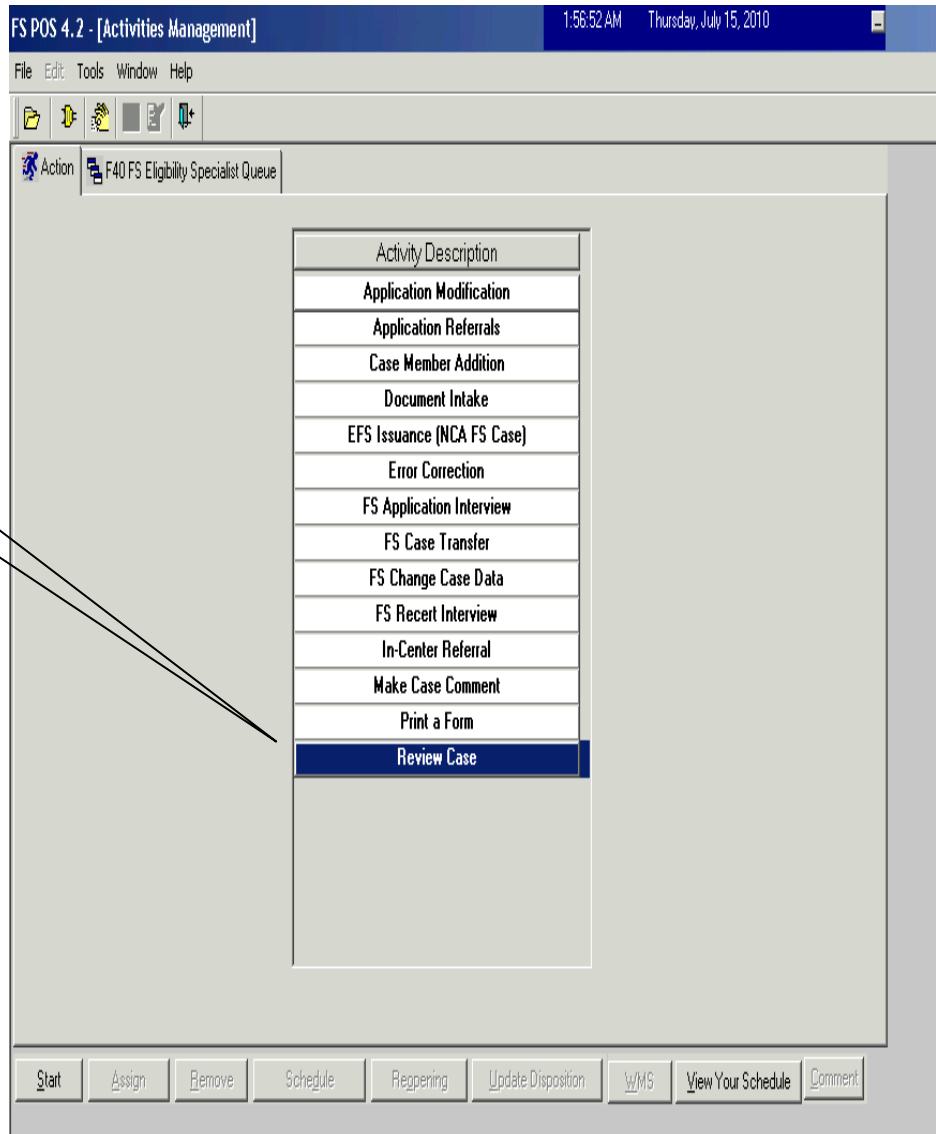 FS POS 4.2 - [Activities Management] 1:56:52 AM Thursday, July 15, 2010
File Edit Tools Window Help
Action F40 FS Eligibility Specialist Queue
Activity Description
Application Modification
Application Referrals
Case Member Addition
Document Intake
EFS Issuance (NCA FS Case)
Error Correction
FS Application Interview
FS Case Transfer
FS Change Case Data
FS Recert Interview
In-Center Referral
Make Case Comment
Print a Form
Review Case
Start Assign Remove Schedule Reopening Update Disposition WMS View Your Schedule Comment